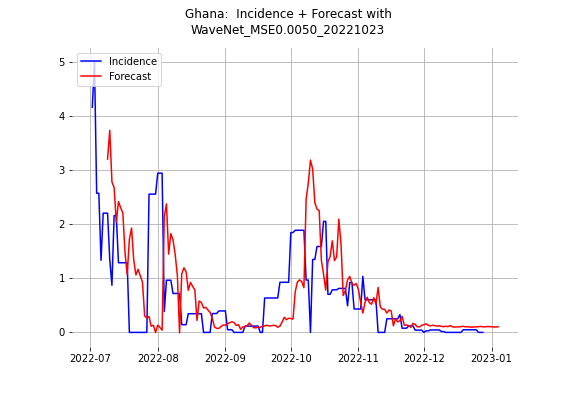 Ghana:  Incidence + Forecast with
WaveNet_MSE0.0050_20221023
Incidence
Forecast
5
4
3
2
1
0
2022-07 2022-08 2022-09 2022-10 2022-11 2022-12 2023-01